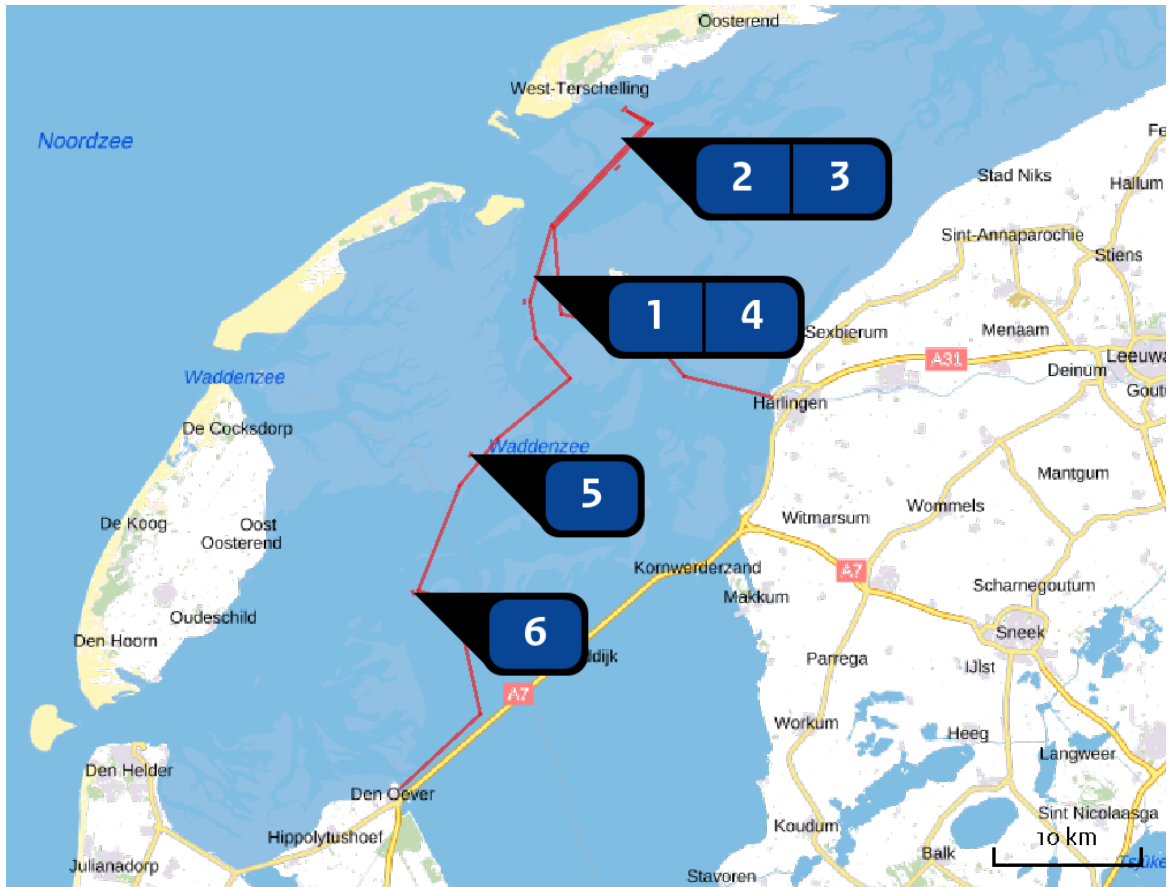 Oosterend
West-Terschelling
Noordzee
Stad Niks
Hallum
2 3
Sint-Annaparochie
Stiens
1 4
Sexbierum
Menaam
A31
Leeuwa
Deinum
Waddenzee
Harlingen
Goutu
De Cocksdorp
Waddenzee
Mantgum
5
Wommels
De Koog
Oost
Oosterend
Witmarsum
Kornwerderzand
A7
Makkum
Scharnegoutum
Oudeschild
6
Sneek
Den Hoorn
ddijk
Parrega
IJlst
A7
Workum
Heeg
Langweer
Den Helder
Den Oever
Sint Nicolaasga
Hippolytushoef
Koudum
10 km
Balk
Julianadorp
Stavoren